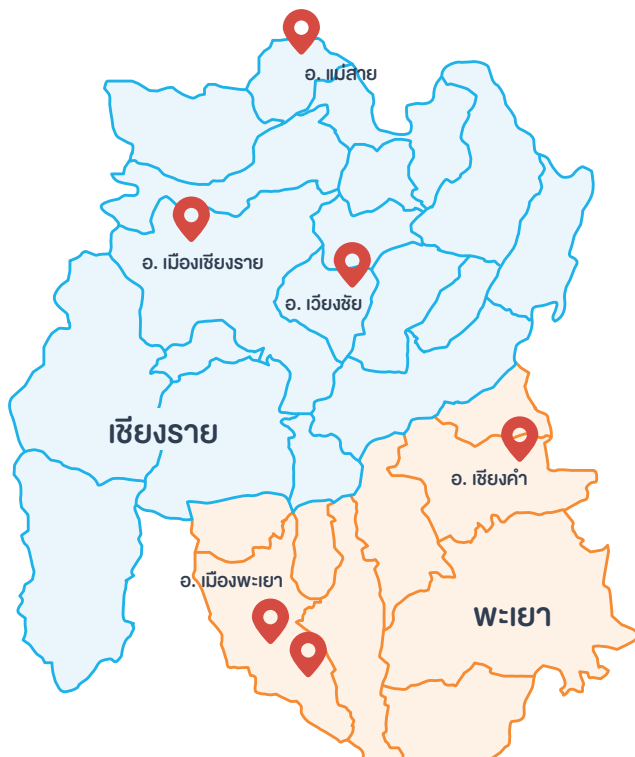 อ. แม่สาย
อ. เมืองเชียงราย
อ. เวียงชัย
เชียงราย
อ. เชียงคำ
อ. เมืองพะเยา
พะเยา